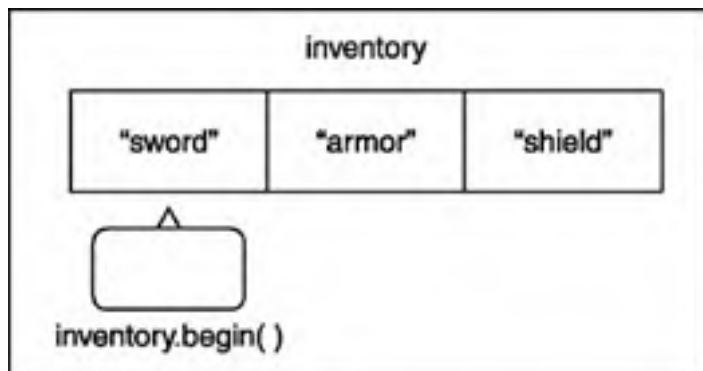 inventory
“sword” “armor” “shield”
inventory.begin( )